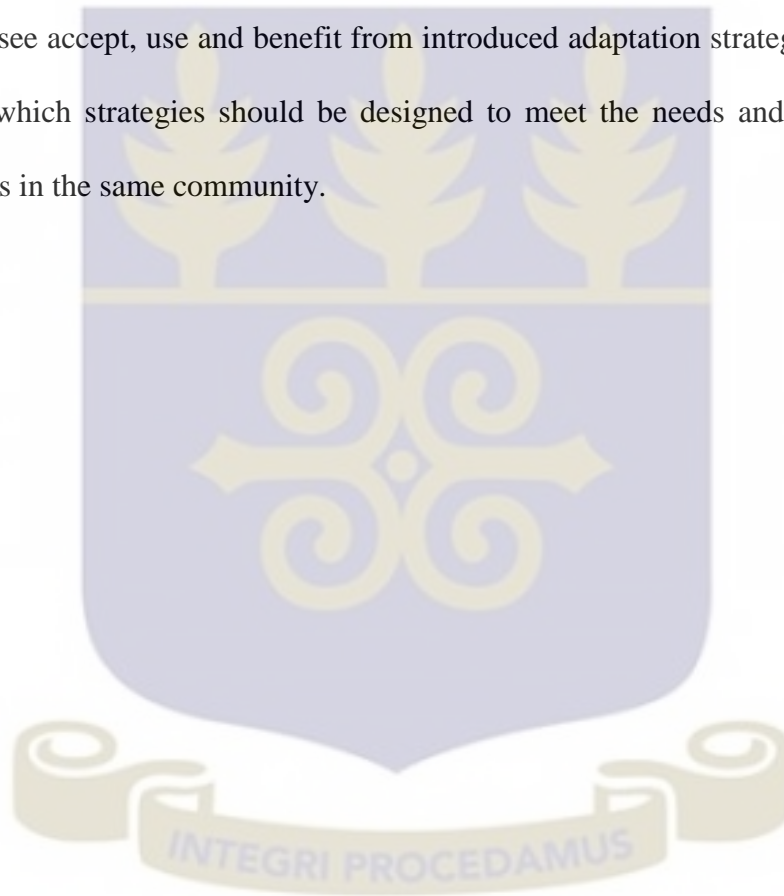 see accept, use and benefit from introduced adaptation
which strategies should be designed to meet the needs and
in the same community.
INTEGRI PROCEDAMUS